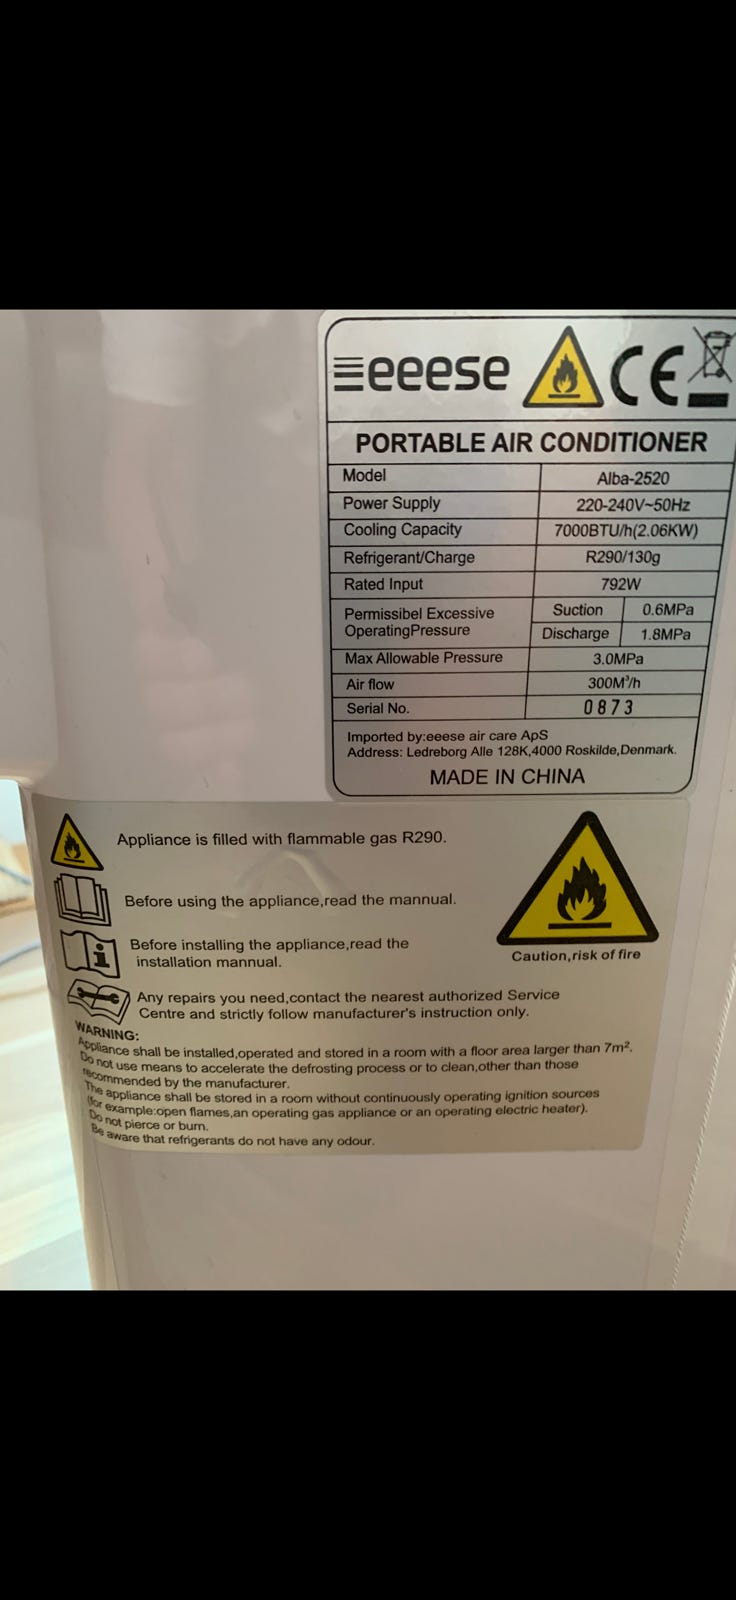 eeese CE
PORTABLE AIR CONDITIONER
Model Alba-2520
Power Supply 220-240V~50Hz
Cooling Capacity 7000BTU/h(2.06KW)
Refrigerant/Charge R290/130g
Rated Input 792W
Permissibel Excessive
OperatingPressure
Suction 0.6MPa
Discharge 1.8MPa
Max Allowable Pressure 3.0MPa
Air flow 300M³/h
Serial No. 0873
Imported by:eeese air care ApS
Address: Ledreborg Alle 128K,4000 Roskilde,Denmark.
MADE IN CHINA
Appliance is filled with flammable gas R290.
Before using the appliance,read the mannual.
Before installing the appliance,read the
installation mannual.
Caution,risk of fire
Any repairs you need,contact the nearest authorized Service
Centre and strictly follow manufacturer's instruction only.
WARNING:
Appliance shall be installed,operated and stored in a room with a floor area larger than 7m².
Do not use means to accelerate the defrosting process or to clean,other than those
recommended by the manufacturer.
The appliance shall be stored in a room without continuously operating ignition sources
(for example:open flames,an operating gas appliance or an operating electric heater).
Do not pierce or burn.
Be aware that refrigerants do not have any odour.